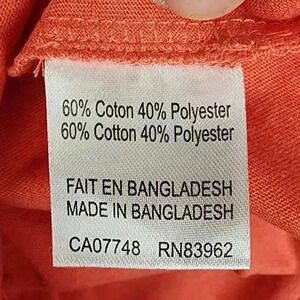 60% Coton 40% Polyester
60% Cotton 40% Polyester
FAIT EN BANGLADESH
MADE IN BANGLADESH
CA07748 RN83962